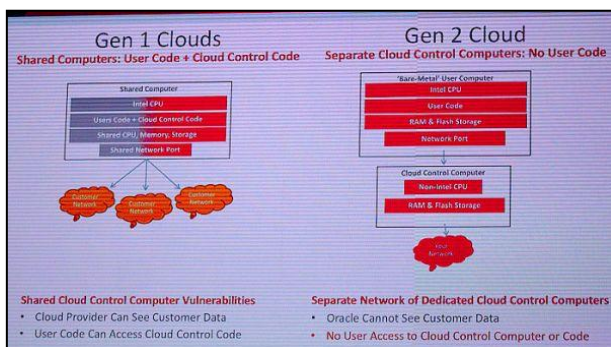 Gen 1 Clouds
Shared Computers: User Code + Cloud Control Code
Shared Computer
Intel CPU
Users Code + Cloud Control Code
Shared CPU, Memory, Storage
Shared Network Port
Customer
Network
Customer
Network
Customer
Network
Shared Cloud Control Computer Vulnerabilities
• Cloud Provider Can See Customer Data
• User Code Can Access Cloud Control Code
Gen 2 Cloud
Separate Cloud Control Computers: No User Code
'Bare-Metal' User Computer
Intel CPU
User Code
RAM & Flash Storage
Network Port
Cloud Control Computer
Non-Intel CPU
RAM & Flash Storage
Your
Network
Separate Network of Dedicated Cloud Control Computers
• Oracle Cannot See Customer Data
• No User Access to Cloud Control Computer or Code